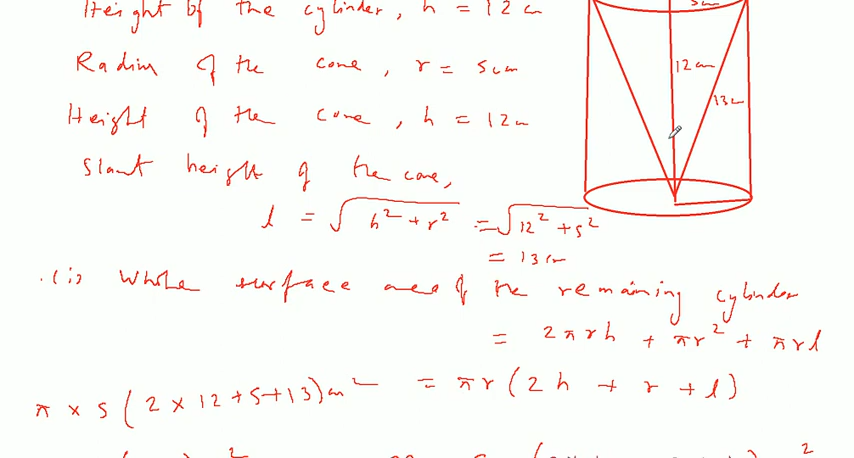 Height of the cylinder, h = 12 cm
5cm
Radius of the cone, r = 5cm
12 cm
13 cm
Height of the cone, h = 12 cm
Slant height of the cone,
l = √h² + r² = √12² + 5²
= 13 cm
(i) Whole surface area of the remaining cylinder
= 2πrh + πr² + πrl
π × 5 (2 × 12 + 5 + 13) cm² = πr (2h + r + l)